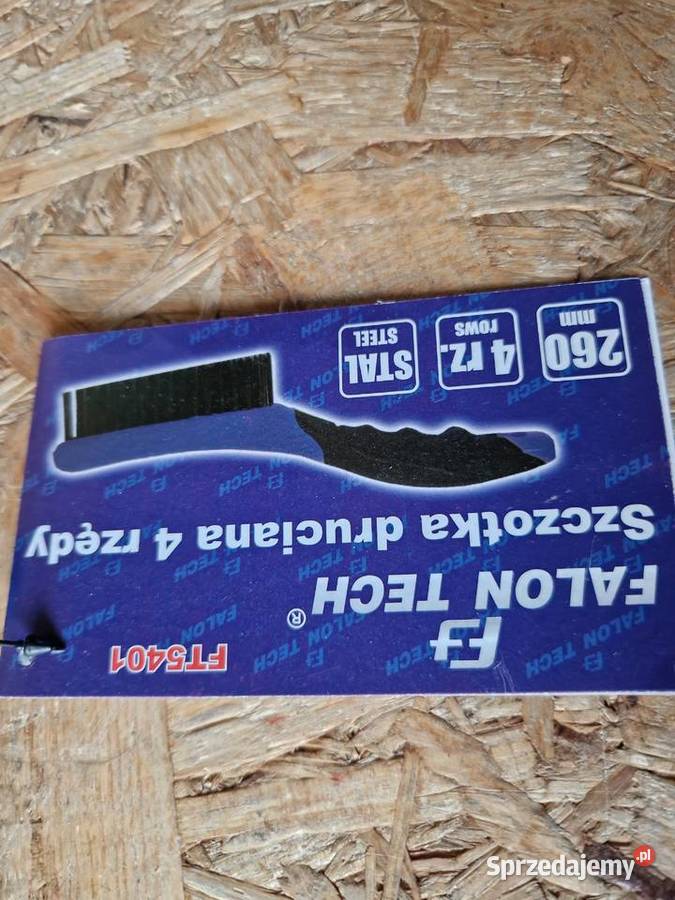 FT5401
FALON TECH®
Szczotka druciana 4 rzędy
260 mm
4 rz. rows
STAL STEEL
Sprzedajemy.pl